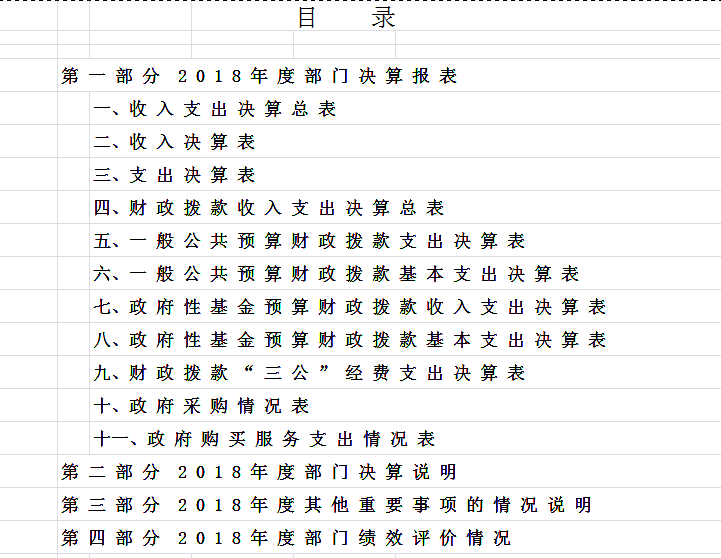 目 录
第一部分 2018年度部门决算报表
一、收入支出决算总表
二、收入决算表
三、支出决算表
四、财政拨款收入支出决算总表
五、一般公共预算财政拨款支出决算表
六、一般公共预算财政拨款基本支出决算表
七、政府性基金预算财政拨款收入支出决算表
八、政府性基金预算财政拨款基本支出决算表
九、财政拨款“三公”经费支出决算表
十、政府采购情况表
十一、政府购买服务支出情况表
第二部分 2018年度部门决算说明
第三部分 2018年度其他重要事项的情况说明
第四部分 2018年度部门绩效评价情况